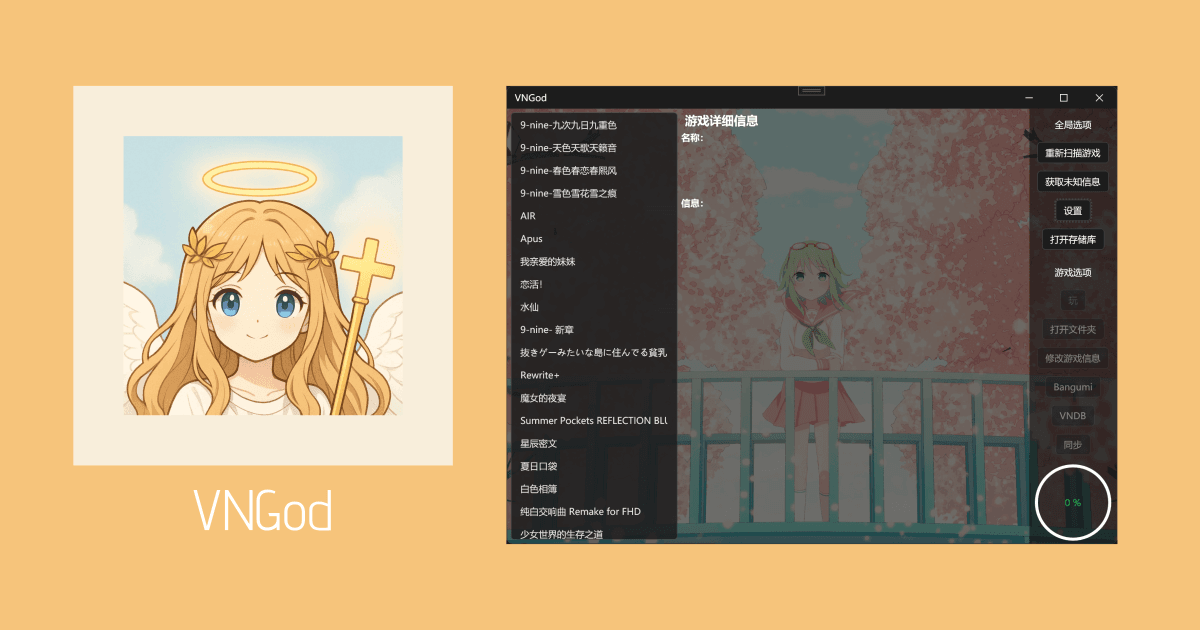 VNGod
VNGod
9-nine-九次九日九重色
9-nine-天色天歌天籁音
9-nine-春色春恋春熙风
9-nine-雪色雪花雪之痕
AIR
Apus
我亲爱的妹妹
恋活!
水仙
9-nine- 新章
抜きゲーみたいな島に住んでる貧乳
Rewrite+
魔女的夜宴
Summer Pockets REFLECTION BLU
星辰密文
夏日口袋
白色相簿
纯白交响曲 Remake for FHD
少女世界的生存之道
游戏详细信息
名称:
信息:
全局选项
重新扫描游戏
获取未知信息
设置
打开存储库
游戏选项
玩
打开文件夹
修改游戏信息
Bangumi
VNDB
同步
0 %